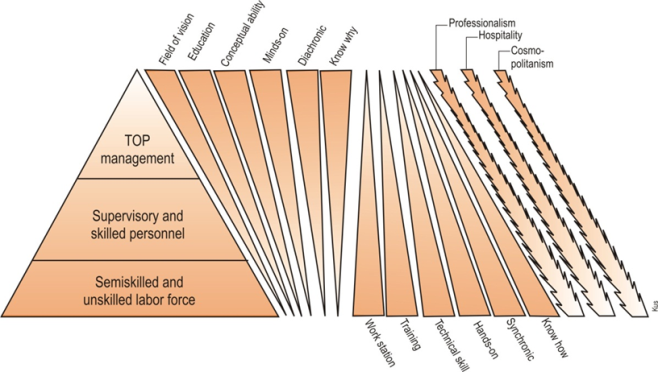 Field of vision
Education
Conceptual ability
Minds-on
Diachronic
Know why
Professionalism
Hospitality
Cosmo-
politanism
TOP
management
Supervisory and
skilled personnel
Semiskilled and
unskilled labor force
Work station
Training
Technical skill
Hands-on
Synchronic
Know how
Kus